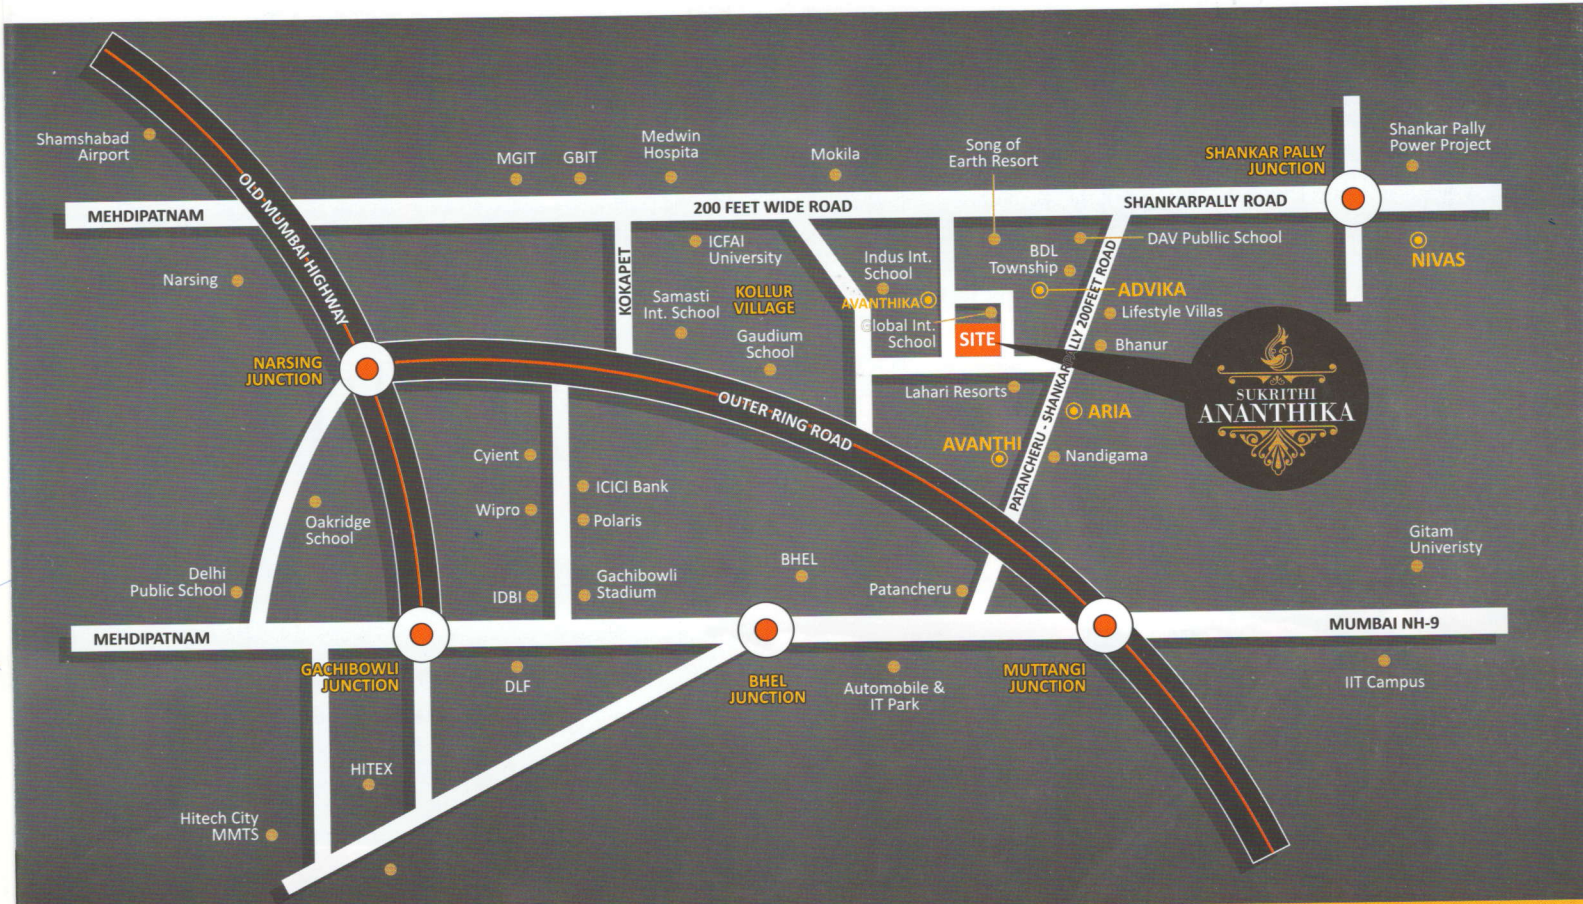 Shamshabad
Airport
MGIT
GBIT
Medwin
Hospita
Mokila
Song of
Earth Resort
SHANKAR PALLY
JUNCTION
Shankar Pally
Power Project
MEHDIPATNAM
OLD MUMBAI HIGHWAY
200 FEET WIDE ROAD
SHANKARPALLY ROAD
Narsing
KOKAPET
ICFAI
University
Samasti
Int. School
KOLLUR
VILLAGE
Gaudium
School
Indus Int.
School
AVANTHIKA
Global Int.
School
SITE
BDL
Township
DAV Publlic School
ADVIKA
Lifestyle Villas
Bhanur
NIVAS
NARSING
JUNCTION
OUTER RING ROAD
Lahari Resorts
PATANCHERU - SHANKARPALLY 200FEET ROAD
ARIA
AVANTHI
Nandigama
SUKRITHI
ANANTHIKA
Cyient
ICICI Bank
Wipro
Polaris
Oakridge
School
Delhi
Public School
IDBI
Gachibowli
Stadium
BHEL
Patancheru
Gitam
Univeristy
MEHDIPATNAM
MUMBAI NH-9
GACHIBOWLI
JUNCTION
DLF
BHEL
JUNCTION
Automobile &
IT Park
MUTTANGI
JUNCTION
IIT Campus
HITEX
Hitech City
MMTS